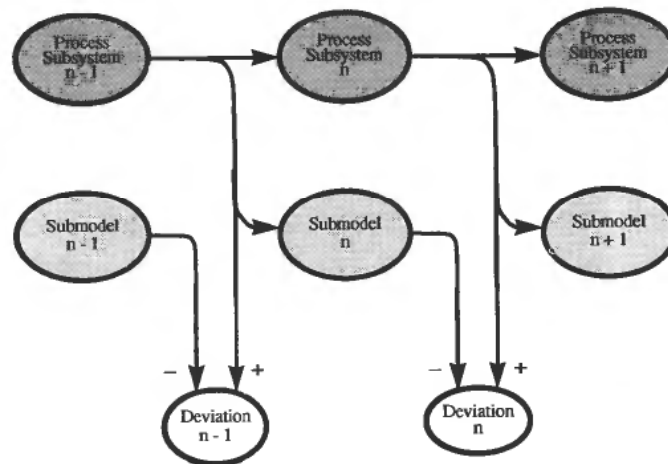 Process
Subsystem
n - 1
Process
Subsystem
n
Process
Subsystem
n + 1
Submodel
n - 1
Submodel
n
Submodel
n + 1
− +
− +
Deviation
n - 1
Deviation
n